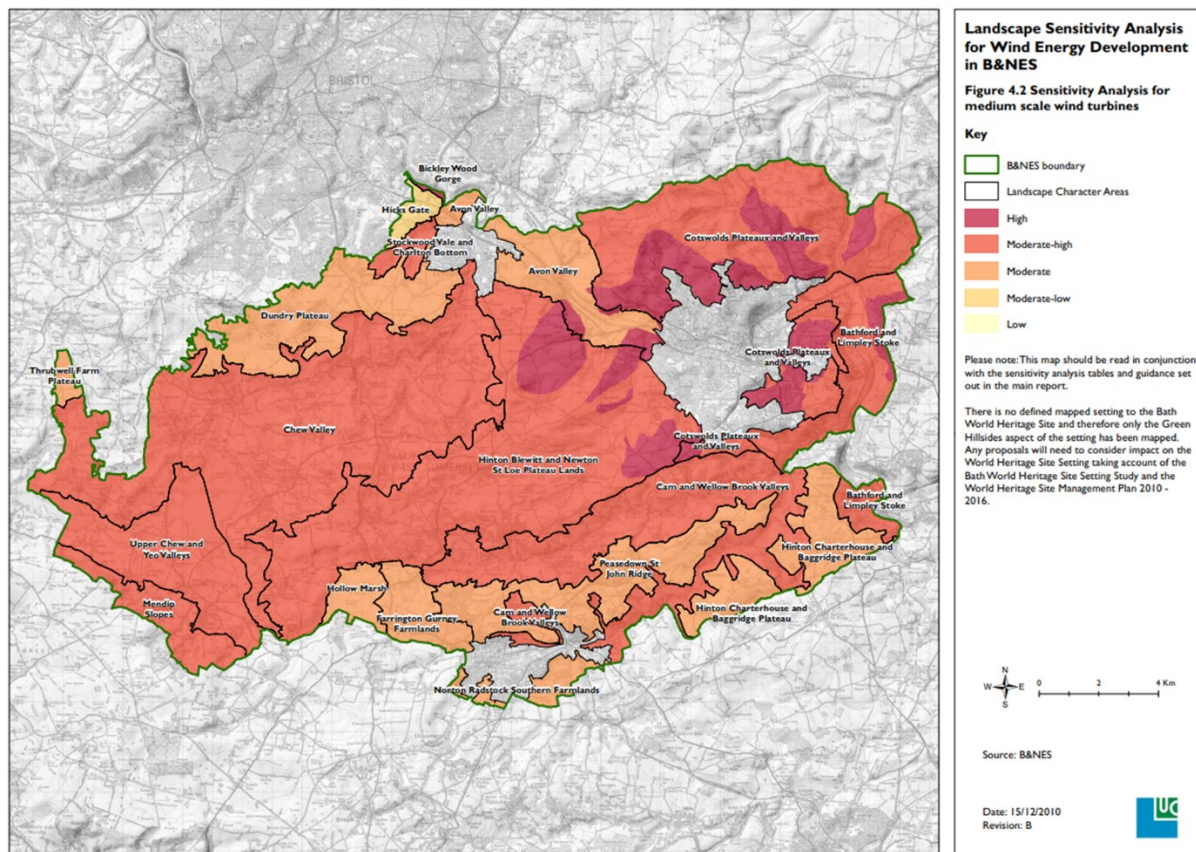 BRISTOL
Bickley Wood
Gorge
Hicks Gate
Avon Valley
Stockwood Vale and
Charlton Bottom
Cotswolds Plateaux and Valleys
Avon Valley
Dundry Plateau
Thrubwell Farm
Plateau
Bathford and
Limpley Stoke
Cotswolds Plateaux
and Valleys
Chew Valley
Cotswolds Plateaux
and Valleys
Hinton Blewitt and Newton
St Loe Plateau Lands
Cam and Wellow Brook Valleys
Bathford and
Limpley Stoke
Upper Chew and
Yeo Valleys
Hinton Charterhouse and
Baggridge Plateau
Peasedown St
John Ridge
Hollow Marsh
Mendip
Slopes
Cam and Wellow
Brook Valleys
Farrington Gurney
Farmlands
Hinton Charterhouse and
Baggridge Plateau
Norton Radstock Southern Farmlands
Landscape Sensitivity Analysis
for Wind Energy Development
in B&NES
Figure 4.2 Sensitivity Analysis for
medium scale wind turbines
Key
B&NES boundary
Landscape Character Areas
High
Moderate-high
Moderate
Moderate-low
Low
Please note: This map should be read in conjunction
with the sensitivity analysis tables and guidance set
out in the main report.
There is no defined mapped setting to the Bath
World Heritage Site and therefore only the Green
Hillsides aspect of the setting has been mapped.
Any proposals will need to consider impact on the
World Heritage Site Setting taking account of the
Bath World Heritage Site Setting Study and the
World Heritage Site Management Plan 2010 -
2016.
N
W E
S
0 2 4 Km
Source: B&NES
Date: 15/12/2010
Revision: B
LUC